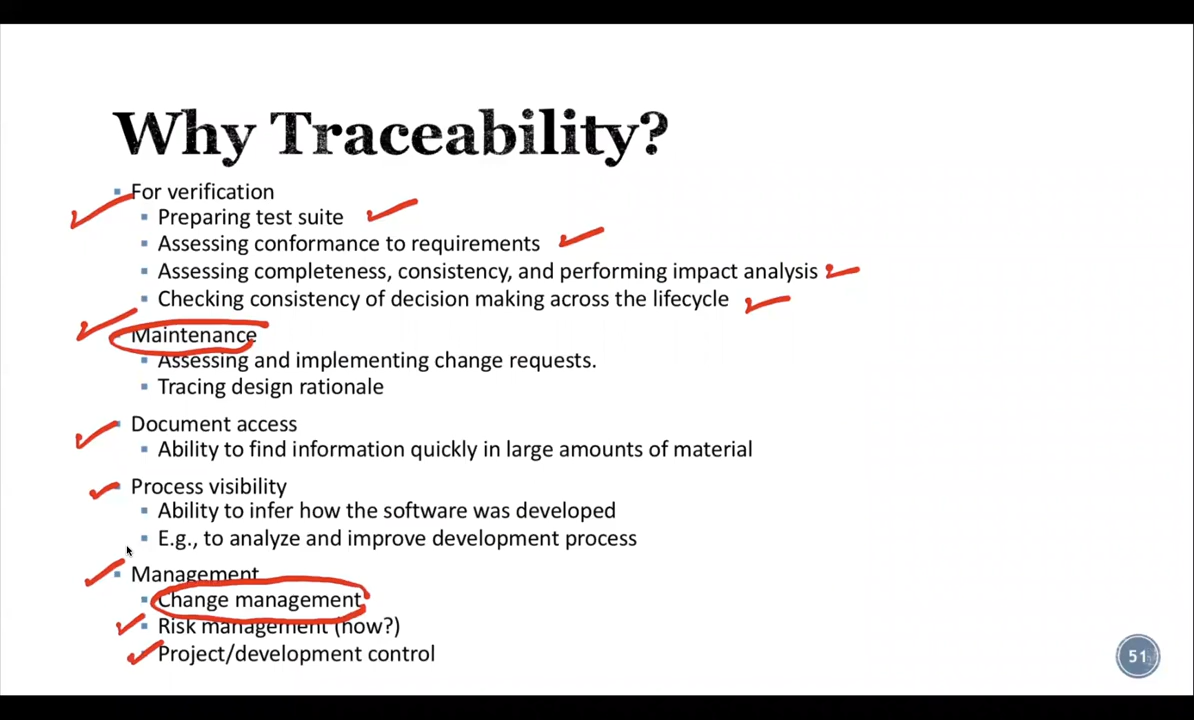 Why Traceability?
For verification
Preparing test suite
Assessing conformance to requirements
Assessing completeness, consistency, and performing impact analysis
Checking consistency of decision making across the lifecycle
Maintenance
Assessing and implementing change requests.
Tracing design rationale
Document access
Ability to find information quickly in large amounts of material
Process visibility
Ability to infer how the software was developed
E.g., to analyze and improve development process
Management
Change management
Risk management (how?)
Project/development control
51